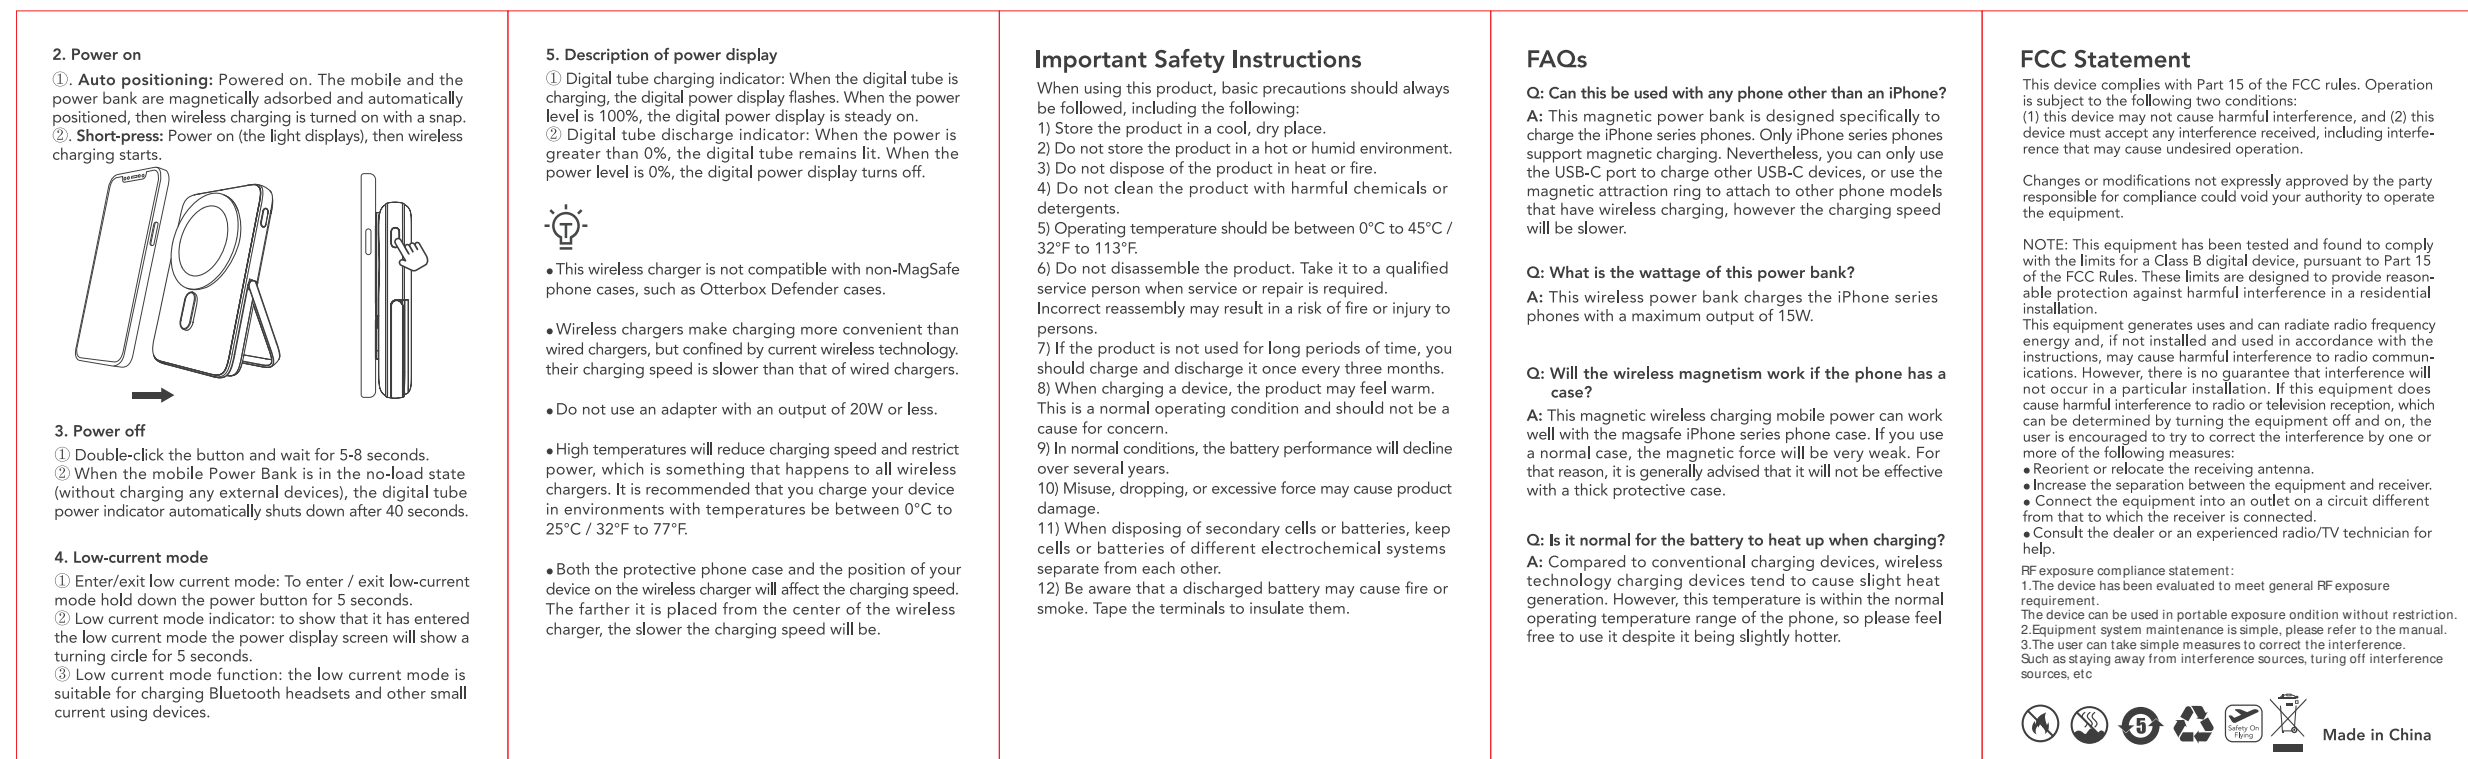 2. Power on
①. Auto positioning: Powered on. The mobile and the
power bank are magnetically adsorbed and automatically
positioned, then wireless charging is turned on with a snap.
②. Short-press: Power on (the light displays), then wireless
charging starts.
3. Power off
① Double-click the button and wait for 5-8 seconds.
② When the mobile Power Bank is in the no-load state
(without charging any external devices), the digital tube
power indicator automatically shuts down after 40 seconds.
4. Low-current mode
① Enter/exit low current mode: To enter / exit low-current
mode hold down the power button for 5 seconds.
② Low current mode indicator: to show that it has entered
the low current mode the power display screen will show a
turning circle for 5 seconds.
③ Low current mode function: the low current mode is
suitable for charging Bluetooth headsets and other small
current using devices.
5. Description of power display
① Digital tube charging indicator: When the digital tube is
charging, the digital power display flashes. When the power
level is 100%, the digital power display is steady on.
② Digital tube discharge indicator: When the power is
greater than 0%, the digital tube remains lit. When the
power level is 0%, the digital power display turns off.
T
●This wireless charger is not compatible with non-MagSafe
phone cases, such as Otterbox Defender cases.
●Wireless chargers make charging more convenient than
wired chargers, but confined by current wireless technology.
their charging speed is slower than that of wired chargers.
●Do not use an adapter with an output of 20W or less.
●High temperatures will reduce charging speed and restrict
power, which is something that happens to all wireless
chargers. It is recommended that you charge your device
in environments with temperatures be between 0°C to
25°C / 32°F to 77°F.
●Both the protective phone case and the position of your
device on the wireless charger will affect the charging speed.
The farther it is placed from the center of the wireless
charger, the slower the charging speed will be.
Important Safety Instructions
When using this product, basic precautions should always
be followed, including the following:
1) Store the product in a cool, dry place.
2) Do not store the product in a hot or humid environment.
3) Do not dispose of the product in heat or fire.
4) Do not clean the product with harmful chemicals or
detergents.
5) Operating temperature should be between 0°C to 45°C /
32°F to 113°F.
6) Do not disassemble the product. Take it to a qualified
service person when service or repair is required.
Incorrect reassembly may result in a risk of fire or injury to
persons.
7) If the product is not used for long periods of time, you
should charge and discharge it once every three months.
8) When charging a device, the product may feel warm.
This is a normal operating condition and should not be a
cause for concern.
9) In normal conditions, the battery performance will decline
over several years.
10) Misuse, dropping, or excessive force may cause product
damage.
11) When disposing of secondary cells or batteries, keep
cells or batteries of different electrochemical systems
separate from each other.
12) Be aware that a discharged battery may cause fire or
smoke. Tape the terminals to insulate them.
FAQs
Q: Can this be used with any phone other than an iPhone?
A: This magnetic power bank is designed specifically to
charge the iPhone series phones. Only iPhone series phones
support magnetic charging. Nevertheless, you can only use
the USB-C port to charge other USB-C devices, or use the
magnetic attraction ring to attach to other phone models
that have wireless charging, however the charging speed
will be slower.
Q: What is the wattage of this power bank?
A: This wireless power bank charges the iPhone series
phones with a maximum output of 15W.
Q: Will the wireless magnetism work if the phone has a
case?
A: This magnetic wireless charging mobile power can work
well with the magsafe iPhone series phone case. If you use
a normal case, the magnetic force will be very weak. For
that reason, it is generally advised that it will not be effective
with a thick protective case.
Q: Is it normal for the battery to heat up when charging?
A: Compared to conventional charging devices, wireless
technology charging devices tend to cause slight heat
generation. However, this temperature is within the normal
operating temperature range of the phone, so please feel
free to use it despite it being slightly hotter.
FCC Statement
This device complies with Part 15 of the FCC rules. Operation
is subject to the following two conditions:
(1) this device may not cause harmful interference, and (2) this
device must accept any interference received, including interfe-
rence that may cause undesired operation.
Changes or modifications not expressly approved by the party
responsible for compliance could void your authority to operate
the equipment.
NOTE: This equipment has been tested and found to comply
with the limits for a Class B digital device, pursuant to Part 15
of the FCC Rules. These limits are designed to provide reason-
able protection against harmful interference in a residential
installation.
This equipment generates uses and can radiate radio frequency
energy and, if not installed and used in accordance with the
instructions, may cause harmful interference to radio commun-
ications. However, there is no guarantee that interference will
not occur in a particular installation. If this equipment does
cause harmful interference to radio or television reception, which
can be determined by turning the equipment off and on, the
user is encouraged to try to correct the interference by one or
more of the following measures:
●Reorient or relocate the receiving antenna.
●Increase the separation between the equipment and receiver.
● Connect the equipment into an outlet on a circuit different
from that to which the receiver is connected.
●Consult the dealer or an experienced radio/TV technician for
help.
RF exposure compliance statement:
1.The device has been evaluated to meet general RF exposure
requirement.
The device can be used in portable exposure ondition without restriction.
2.Equipment system maintenance is simple, please refer to the manual.
3.The user can take simple measures to correct the interference.
Such as staying away from interference sources, turing off interference
sources, etc
5
Safety On
Flying
Made in China